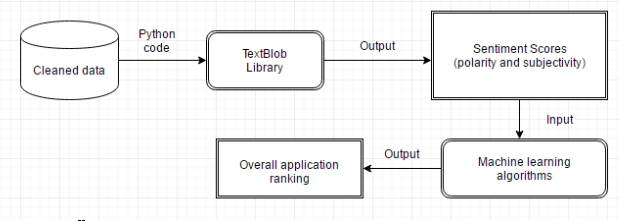 Python
code
Cleaned data
TextBlob
Library
Output
Sentiment Scores
(polarity and subjectivity)
Input
Machine learning
algorithms
Output
Overall application
ranking